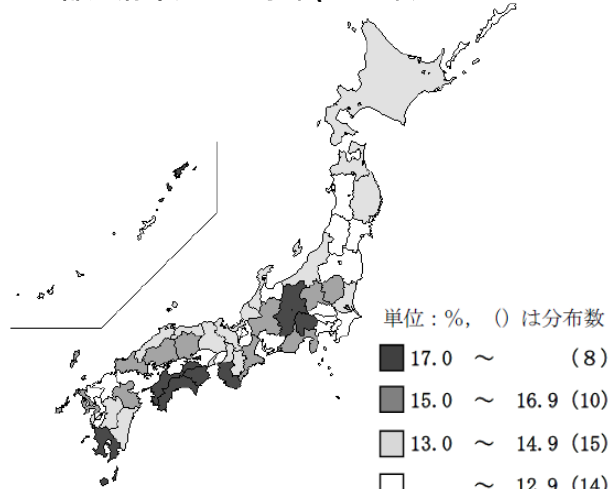 単位：%, () は分布数
17.0 ～ (8)
15.0 ～ 16.9 (10)
13.0 ～ 14.9 (15)
～ 12.9 (14)